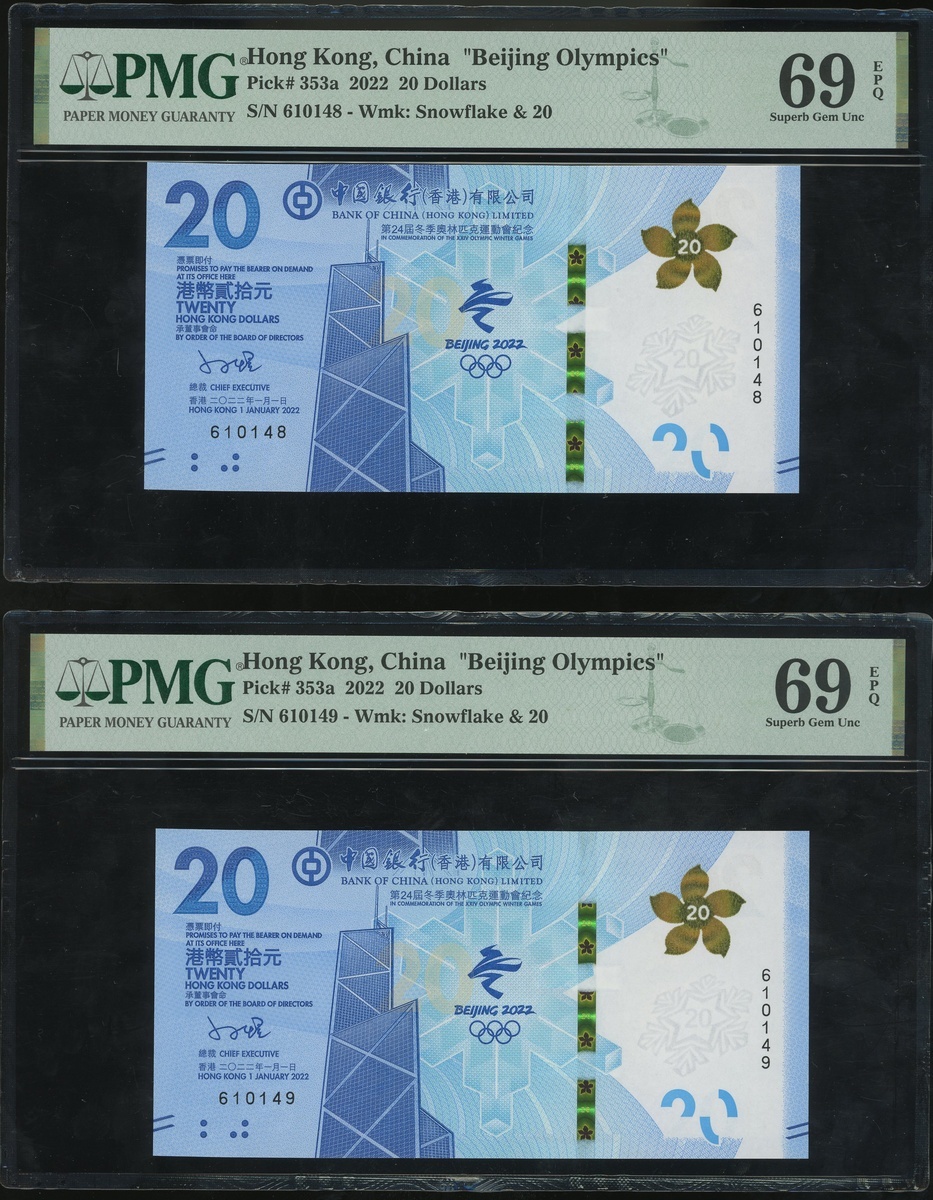 PMG®
PAPER MONEY GUARANTY
Hong Kong, China "Beijing Olympics"
Pick# 353a 2022 20 Dollars
S/N 610148 - Wmk: Snowflake & 20
69
EPQ
Superb Gem Unc
20
中國銀行(香港)有限公司
BANK OF CHINA (HONG KONG) LIMITED
第24屆冬季奧林匹克運動會紀念
IN COMMEMORATION OF THE XXIV OLYMPIC WINTER GAMES
憑票即付
PROMISES TO PAY THE BEARER ON DEMAND
AT ITS OFFICE HERE
港幣貳拾元
TWENTY
HONG KONG DOLLARS
承董事會命
BY ORDER OF THE BOARD OF DIRECTORS
總裁 CHIEF EXECUTIVE
香港 二〇二二年一月一日
HONG KONG 1 JANUARY 2022
610148
20
BEIJING 2022
20
610148
20
PMG®
PAPER MONEY GUARANTY
Hong Kong, China "Beijing Olympics"
Pick# 353a 2022 20 Dollars
S/N 610149 - Wmk: Snowflake & 20
69
EPQ
Superb Gem Unc
20
中國銀行(香港)有限公司
BANK OF CHINA (HONG KONG) LIMITED
第24屆冬季奧林匹克運動會紀念
IN COMMEMORATION OF THE XXIV OLYMPIC WINTER GAMES
憑票即付
PROMISES TO PAY THE BEARER ON DEMAND
AT ITS OFFICE HERE
港幣貳拾元
TWENTY
HONG KONG DOLLARS
承董事會命
BY ORDER OF THE BOARD OF DIRECTORS
總裁 CHIEF EXECUTIVE
香港 二〇二二年一月一日
HONG KONG 1 JANUARY 2022
610149
20
BEIJING 2022
20
20
610149
20